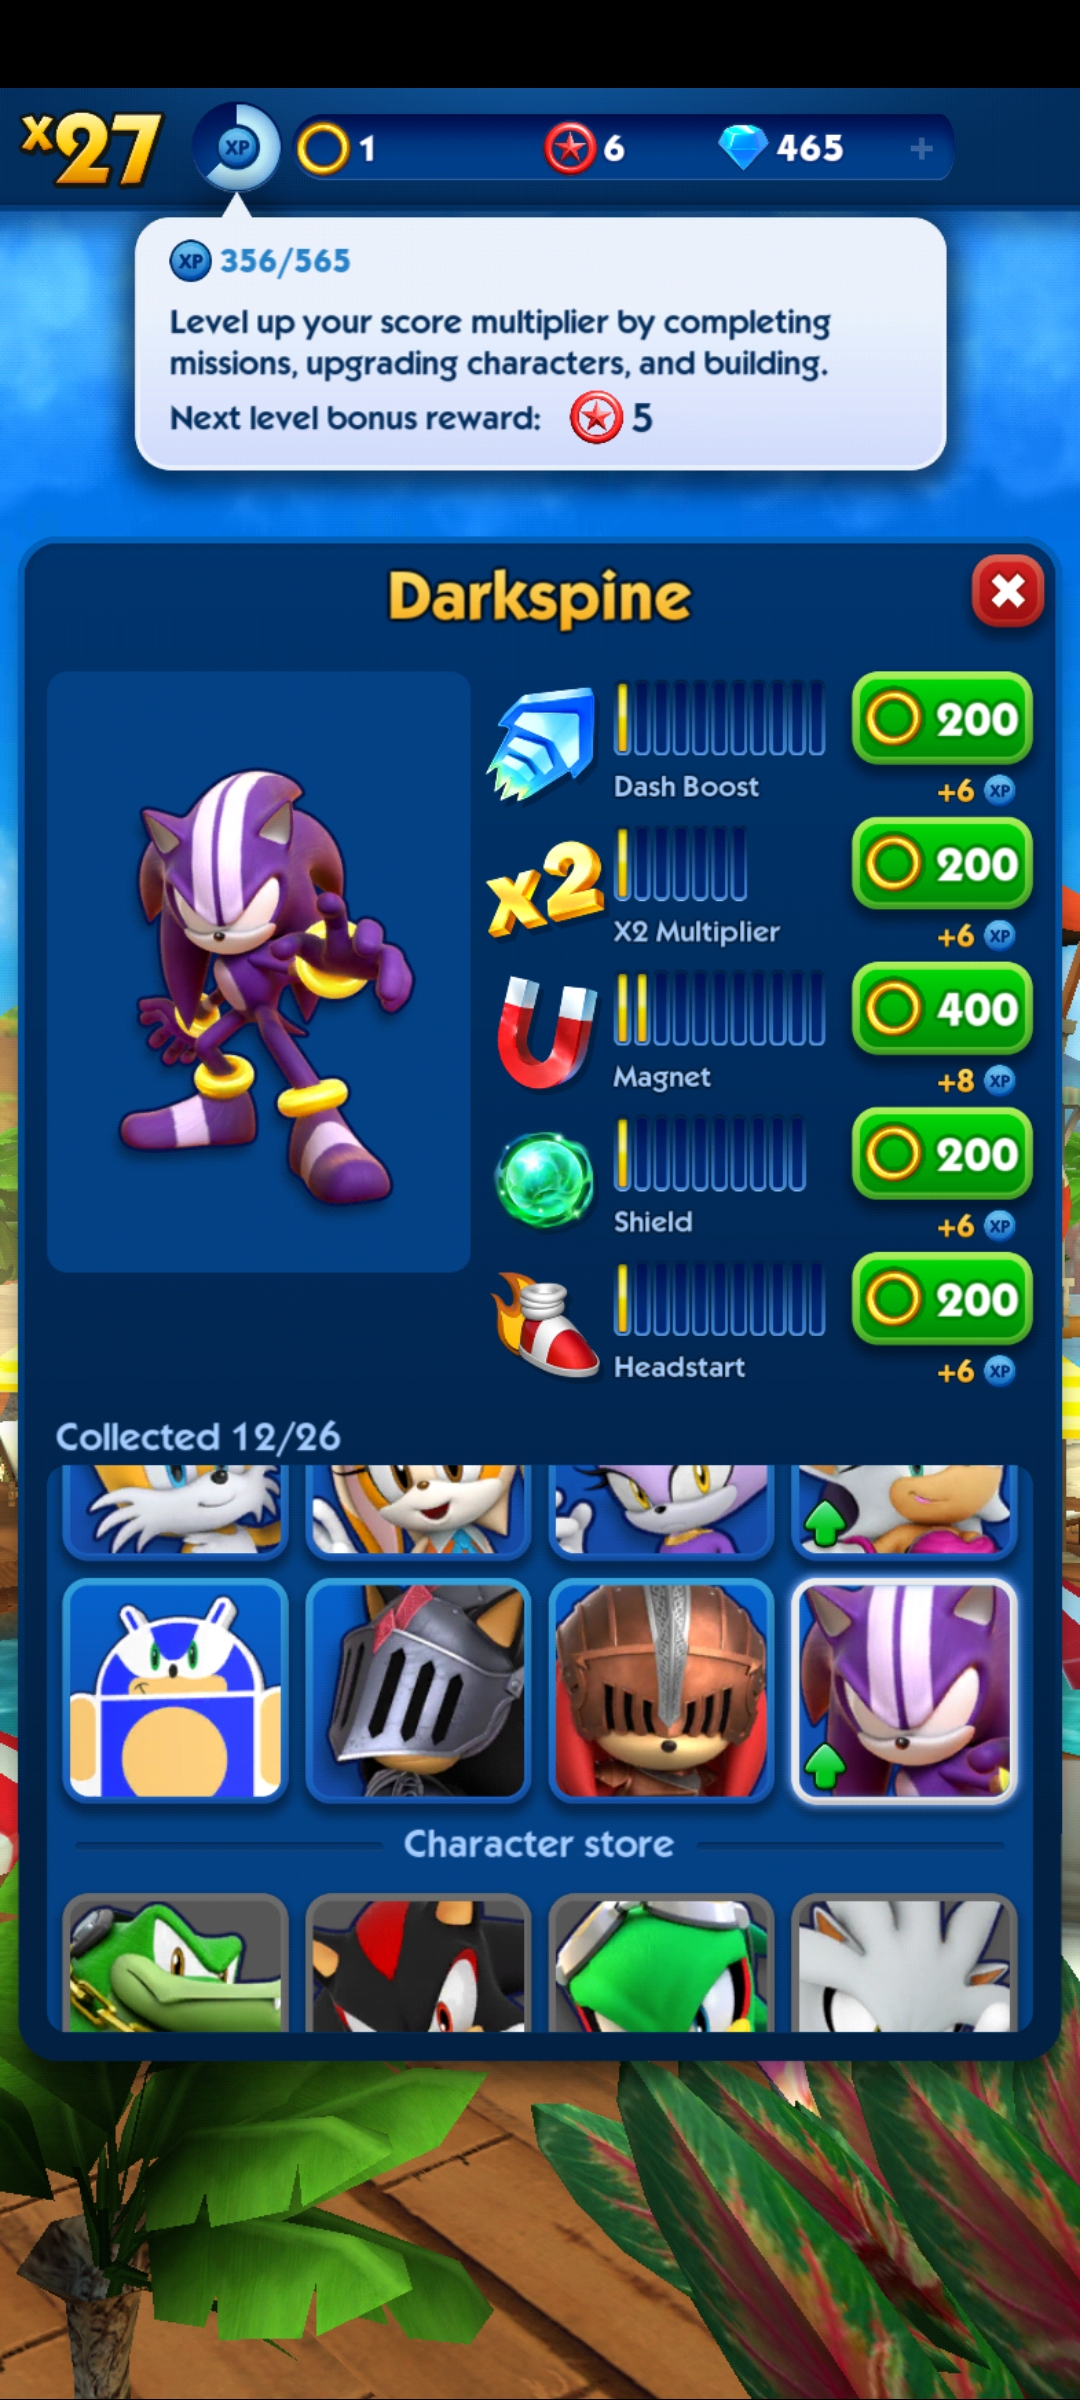 x27
XP
1
6
465
+
XP 356/565
Level up your score multiplier by completing
missions, upgrading characters, and building.
Next level bonus reward: 5
Darkspine
200
Dash Boost
+6 XP
x2
200
X2 Multiplier
+6 XP
400
Magnet
+8 XP
200
Shield
+6 XP
200
Headstart
+6 XP
Collected 12/26
Character store